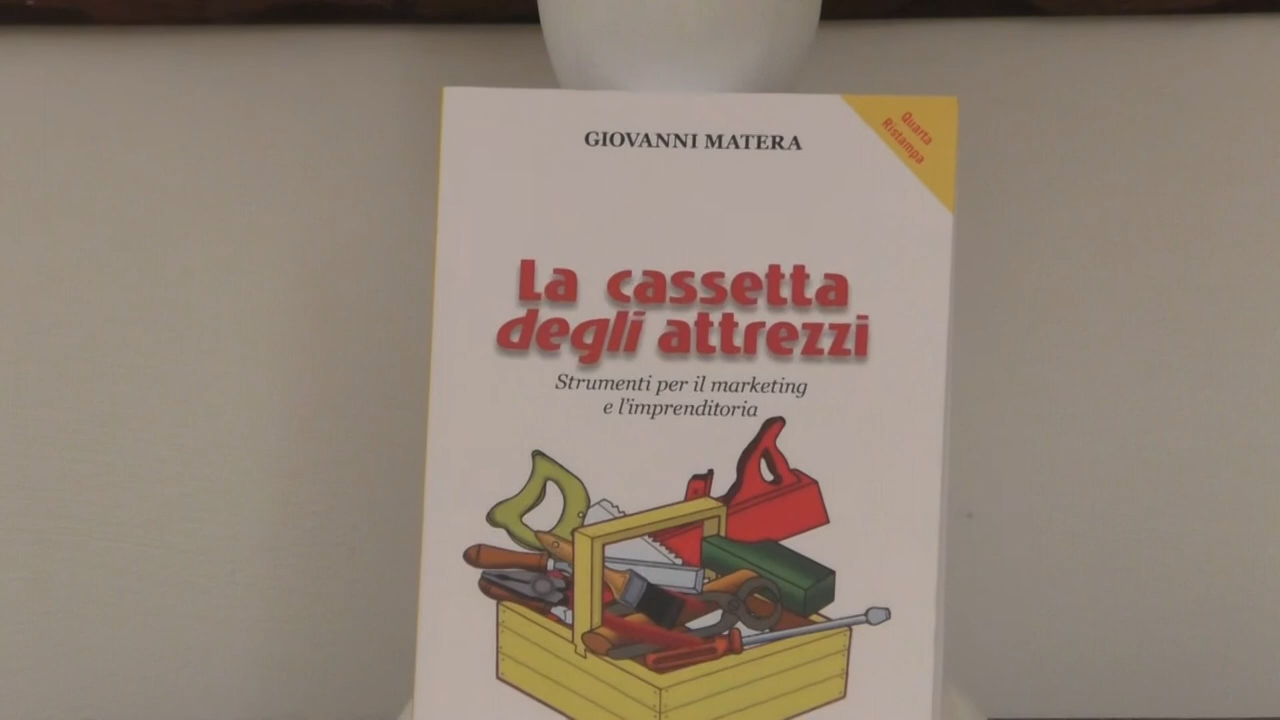 GIOVANNI MATERA
Quarta
Ristampa
La cassetta
degli attrezzi
Strumenti per il marketing
e l'imprenditoria